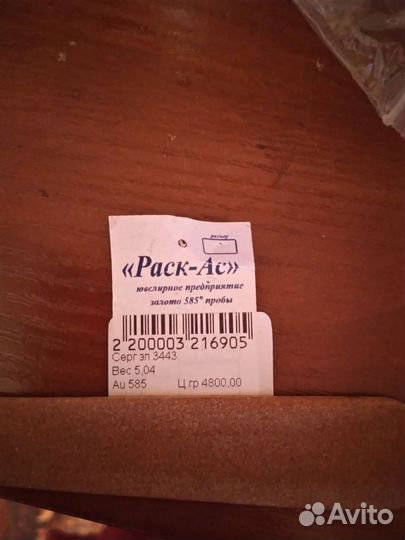 размер
«Раск-Ас»
ювелирное предприятие
золото 585° пробы
2 200003 216905
Серг зл 3443
Вес 5,04
Au 585 Ц.гр 4800,00
Avito